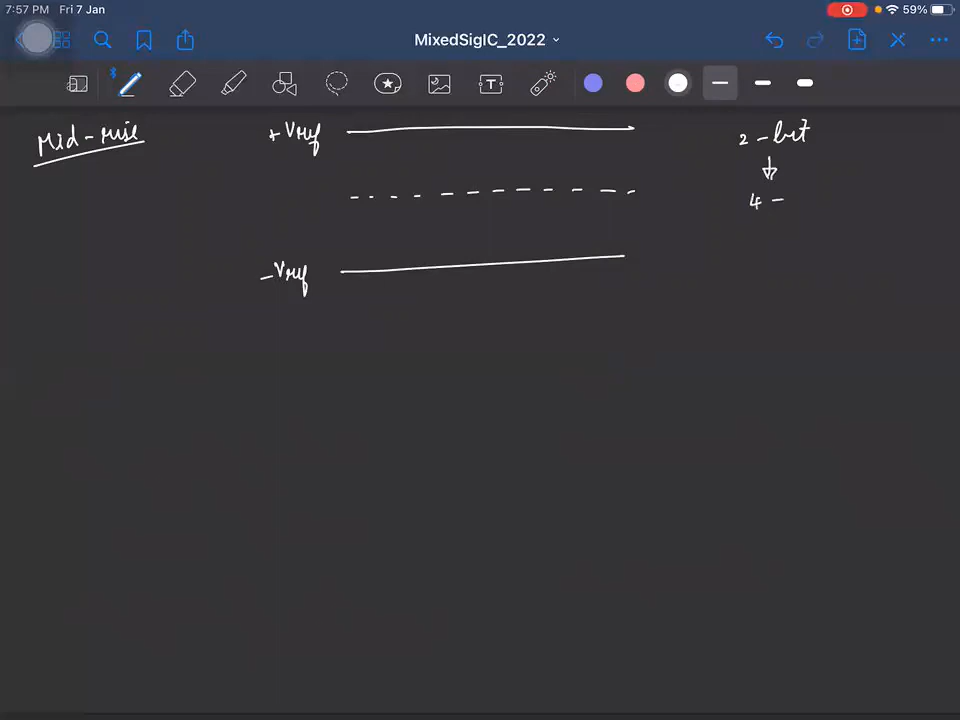 7:57 PM Fri 7 Jan
59%
MixedSigIC_2022
Mid-rise
+ Vref
2-bit
4 -
-Vref